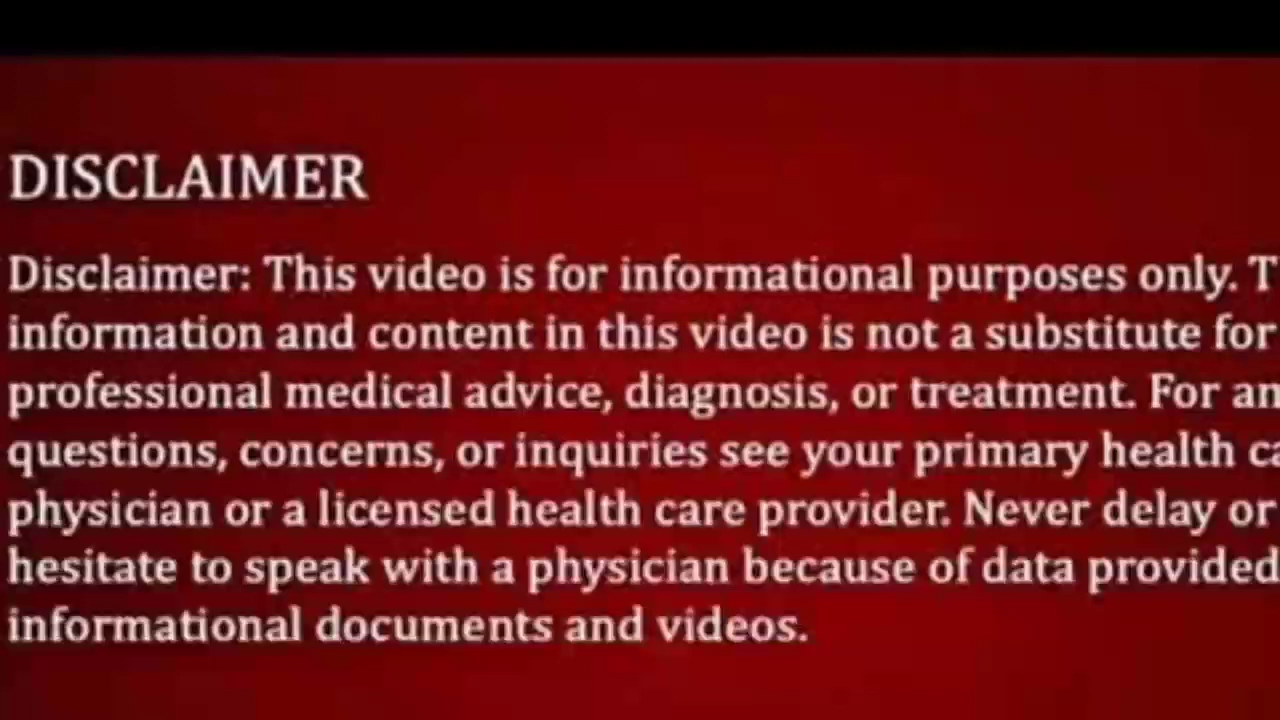 DISCLAIMER
Disclaimer: This video is for informational purposes only. T
information and content in this video is not a substitute for
professional medical advice, diagnosis, or treatment. For an
questions, concerns, or inquiries see your primary health ca
physician or a licensed health care provider. Never delay or
hesitate to speak with a physician because of data provided
informational documents and videos.